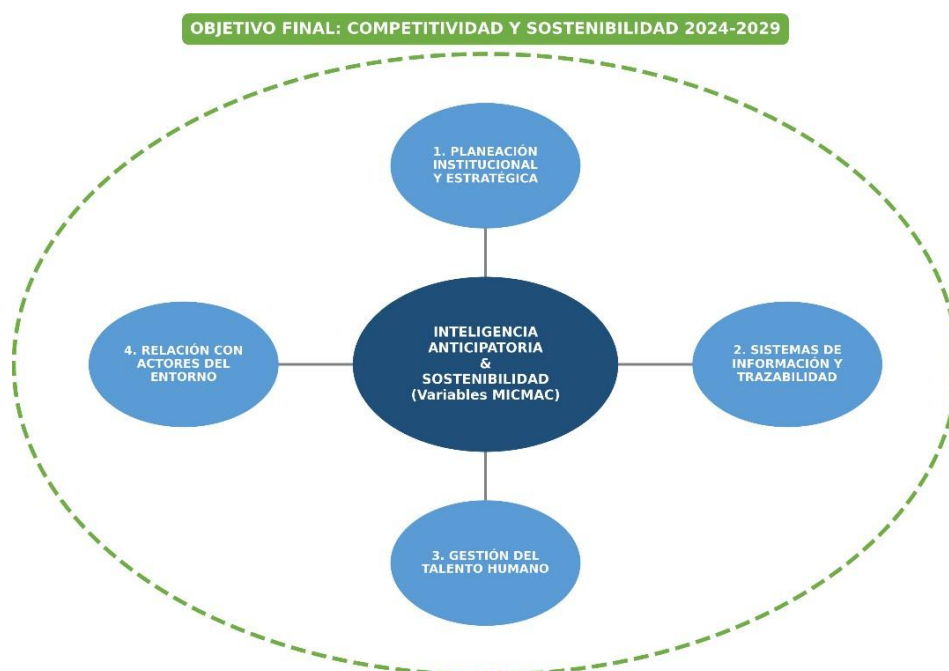 OBJETIVO FINAL: COMPETITIVIDAD Y SOSTENIBILIDAD 2024-2029
1. PLANEACIÓN
INSTITUCIONAL
Y ESTRATÉGICA
INTELIGENCIA
ANTICIPATORIA
&
SOSTENIBILIDAD
(Variables MICMAC)
4. RELACIÓN CON
ACTORES DEL
ENTORNO
2. SISTEMAS DE
INFORMACIÓN Y
TRAZABILIDAD
3. GESTIÓN DEL
TALENTO HUMANO